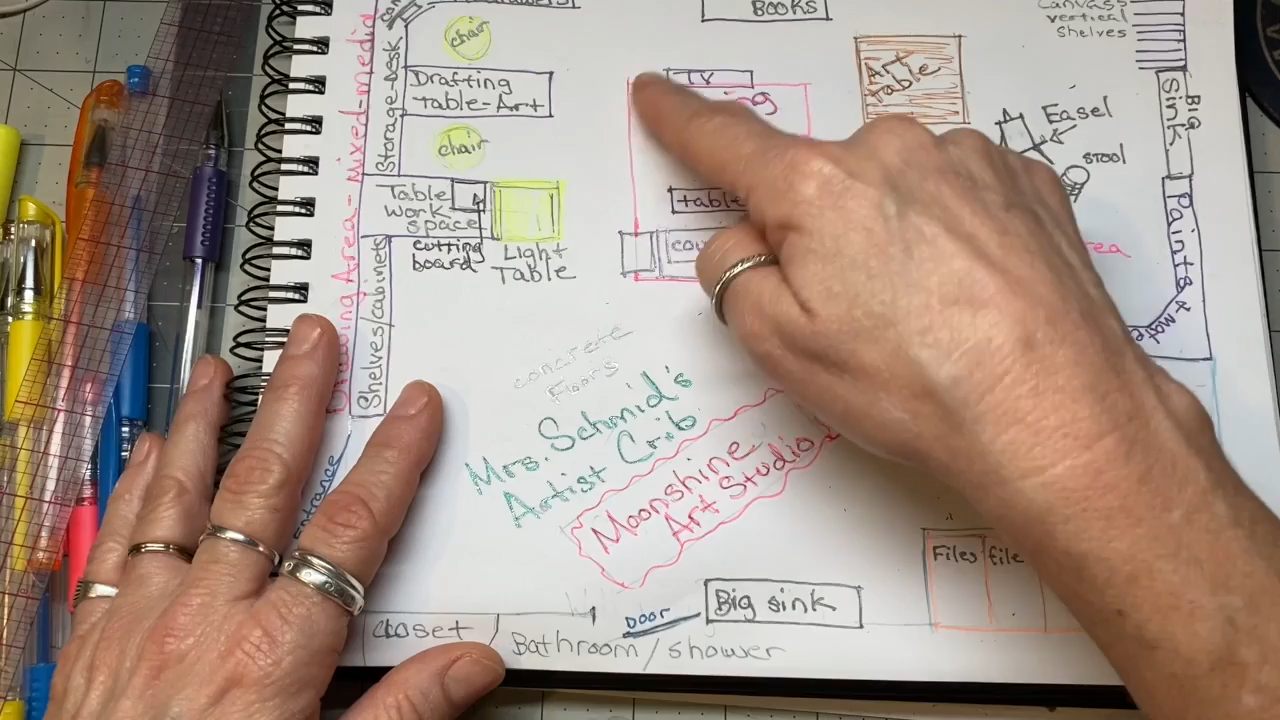 BOOKS
Canvass
vertical
shelves
chair
Drafting
table-Art
TV
Art
table
Storage-Desk
chair
Easel
stool
BIG
Sink
Table
work
space
cutting
board
Light
Table
table
Paints &
Drawing Area-Mixed-media
Shelves/cabinets
concrete
Floors
Mrs. Schmid's
Artist Crib
Moonshine
Art Studio
entrance
Files
file
Door
Big sink
closet
Bathroom/shower